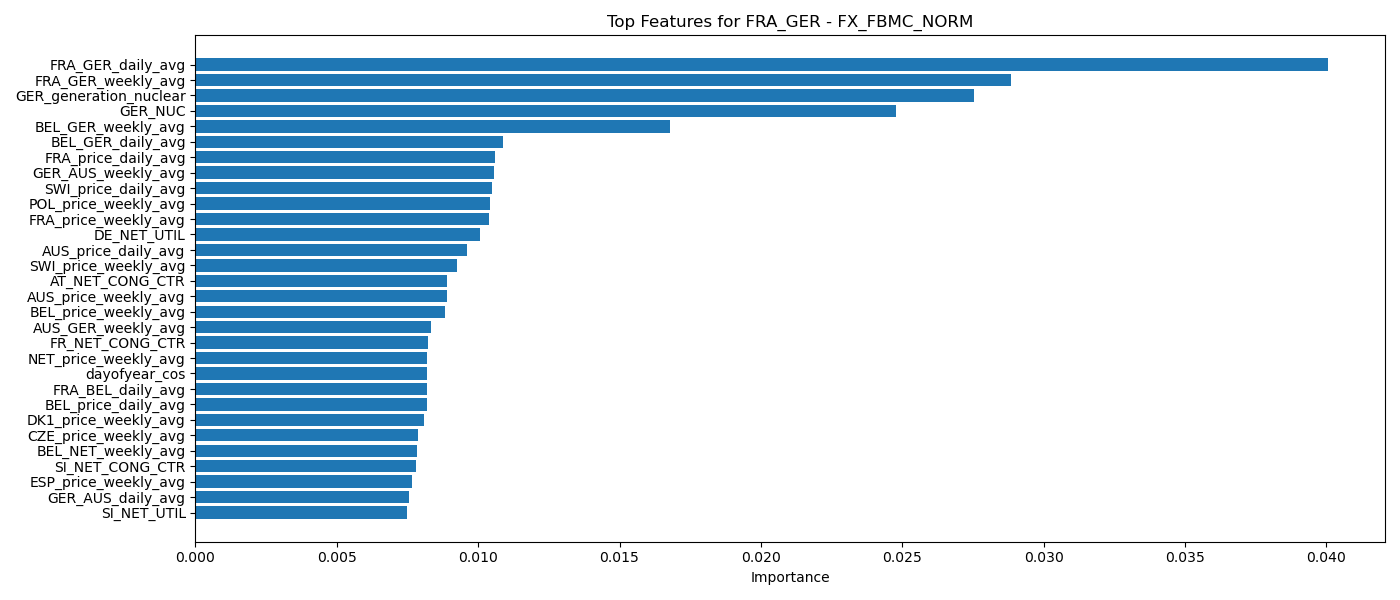 Top Features for FRA_GER - FX_FBMC_NORM
FRA_GER_daily_avg
FRA_GER_weekly_avg
GER_generation_nuclear
GER_NUC
BEL_GER_weekly_avg
BEL_GER_daily_avg
FRA_price_daily_avg
GER_AUS_weekly_avg
SWI_price_daily_avg
POL_price_weekly_avg
FRA_price_weekly_avg
DE_NET_UTIL
AUS_price_daily_avg
SWI_price_weekly_avg
AT_NET_CONG_CTR
AUS_price_weekly_avg
BEL_price_weekly_avg
AUS_GER_weekly_avg
FR_NET_CONG_CTR
NET_price_weekly_avg
dayofyear_cos
FRA_BEL_daily_avg
BEL_price_daily_avg
DK1_price_weekly_avg
CZE_price_weekly_avg
BEL_NET_weekly_avg
SI_NET_CONG_CTR
ESP_price_weekly_avg
GER_AUS_daily_avg
SI_NET_UTIL
0.000 0.005 0.010 0.015 0.020 0.025 0.030 0.035 0.040
Importance